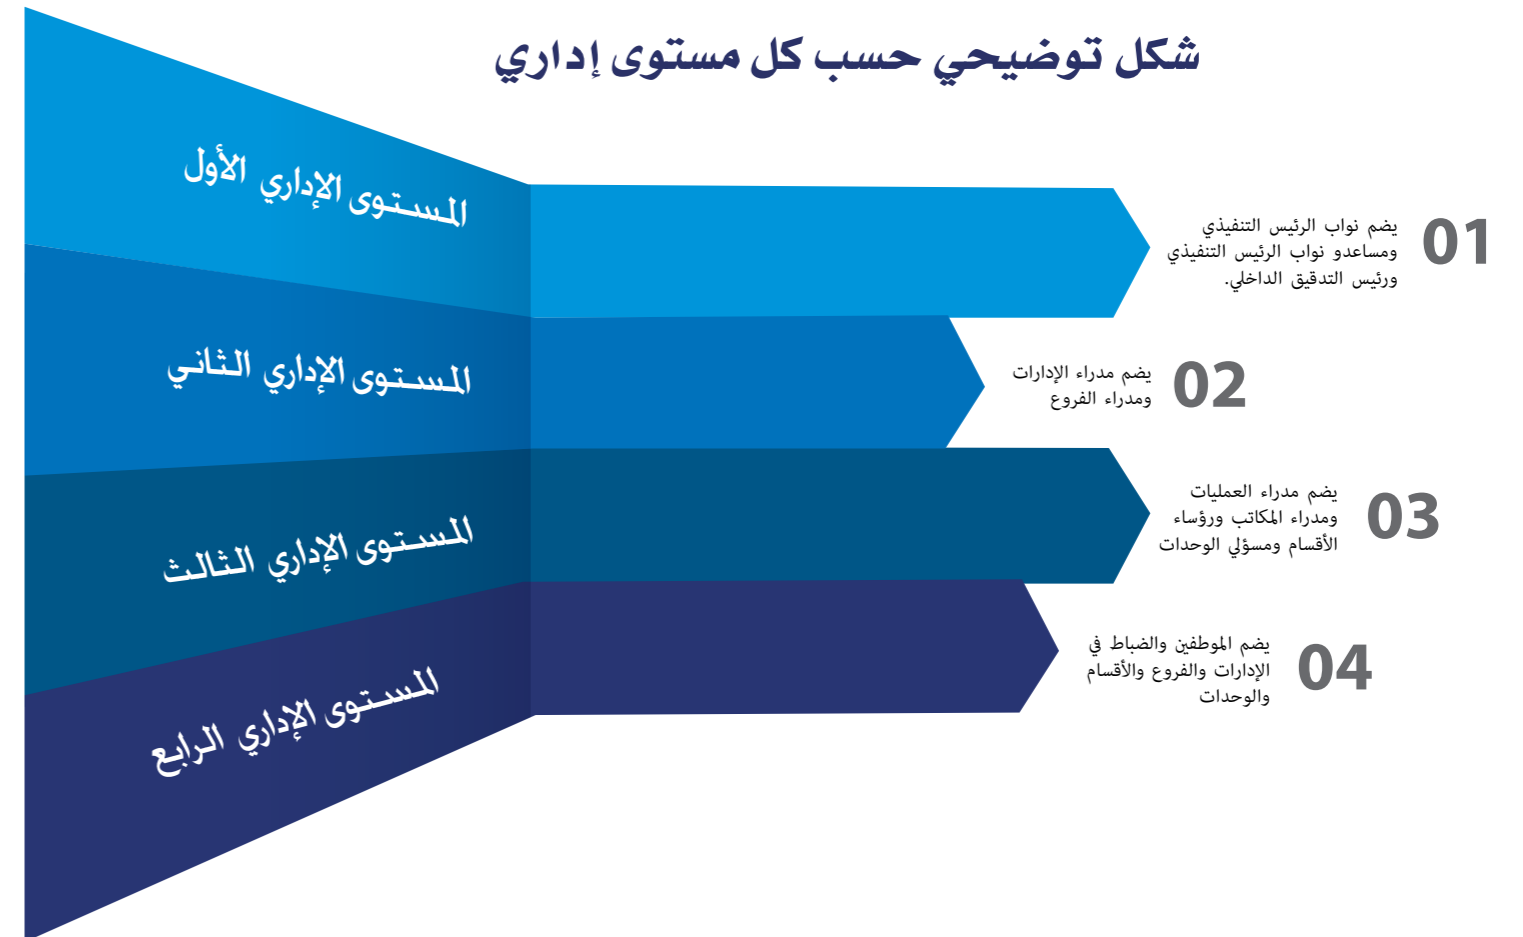 شكل توضيحي حسب كل مستوى إداري
المستوى الإداري الأول
01
يضم نواب الرئيس التنفيذي
ومساعدو نواب الرئيس التنفيذي
ورئيس التدقيق الداخلي.
المستوى الإداري الثاني
02
يضم مدراء الإدارات
ومدراء الفروع
المستوى الإداري الثالث
03
يضم مدراء العمليات
ومدراء المكاتب ورؤساء
الأقسام ومسؤلي الوحدات
المستوى الإداري الرابع
04
يضم الموظفين والضباط في
الإدارات والفروع والأقسام
والوحدات